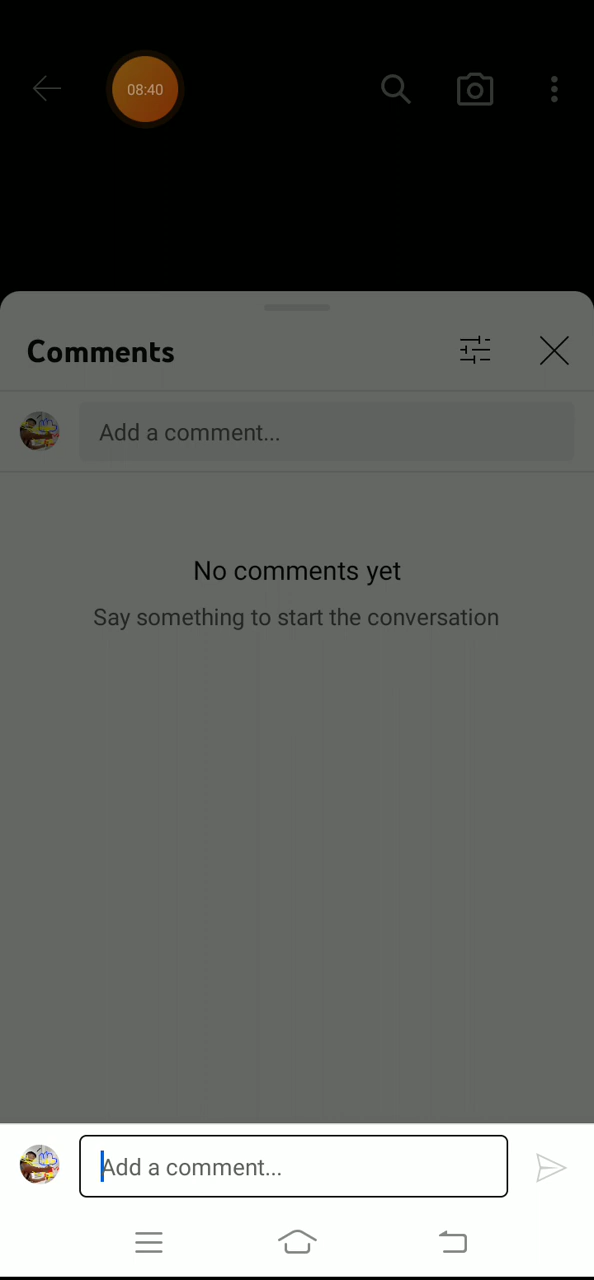 08:40
Comments
Add a comment...
No comments yet
Say something to start the conversation
Add a comment...